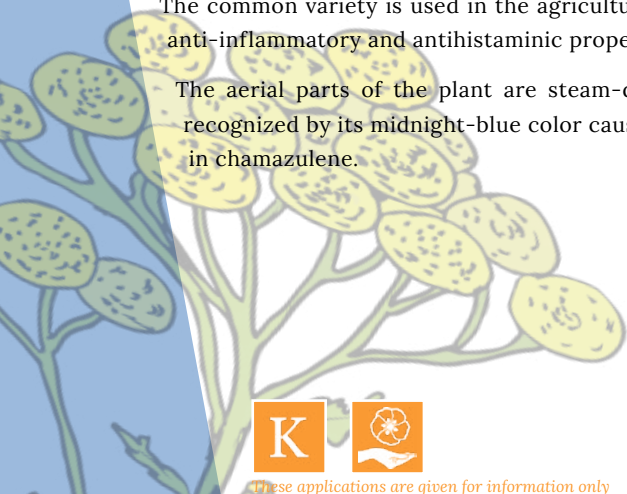 The common variety is used in the agricultu
anti-inflammatory and antihistaminic prope
The aerial parts of the plant are steam-
recognized by its midnight-blue color cau
in chamazulene.
K
These applications are given for information only